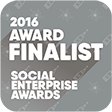 2016
AWARD
FINALIST
SOCIAL
ENTERPRISE
AWARDS